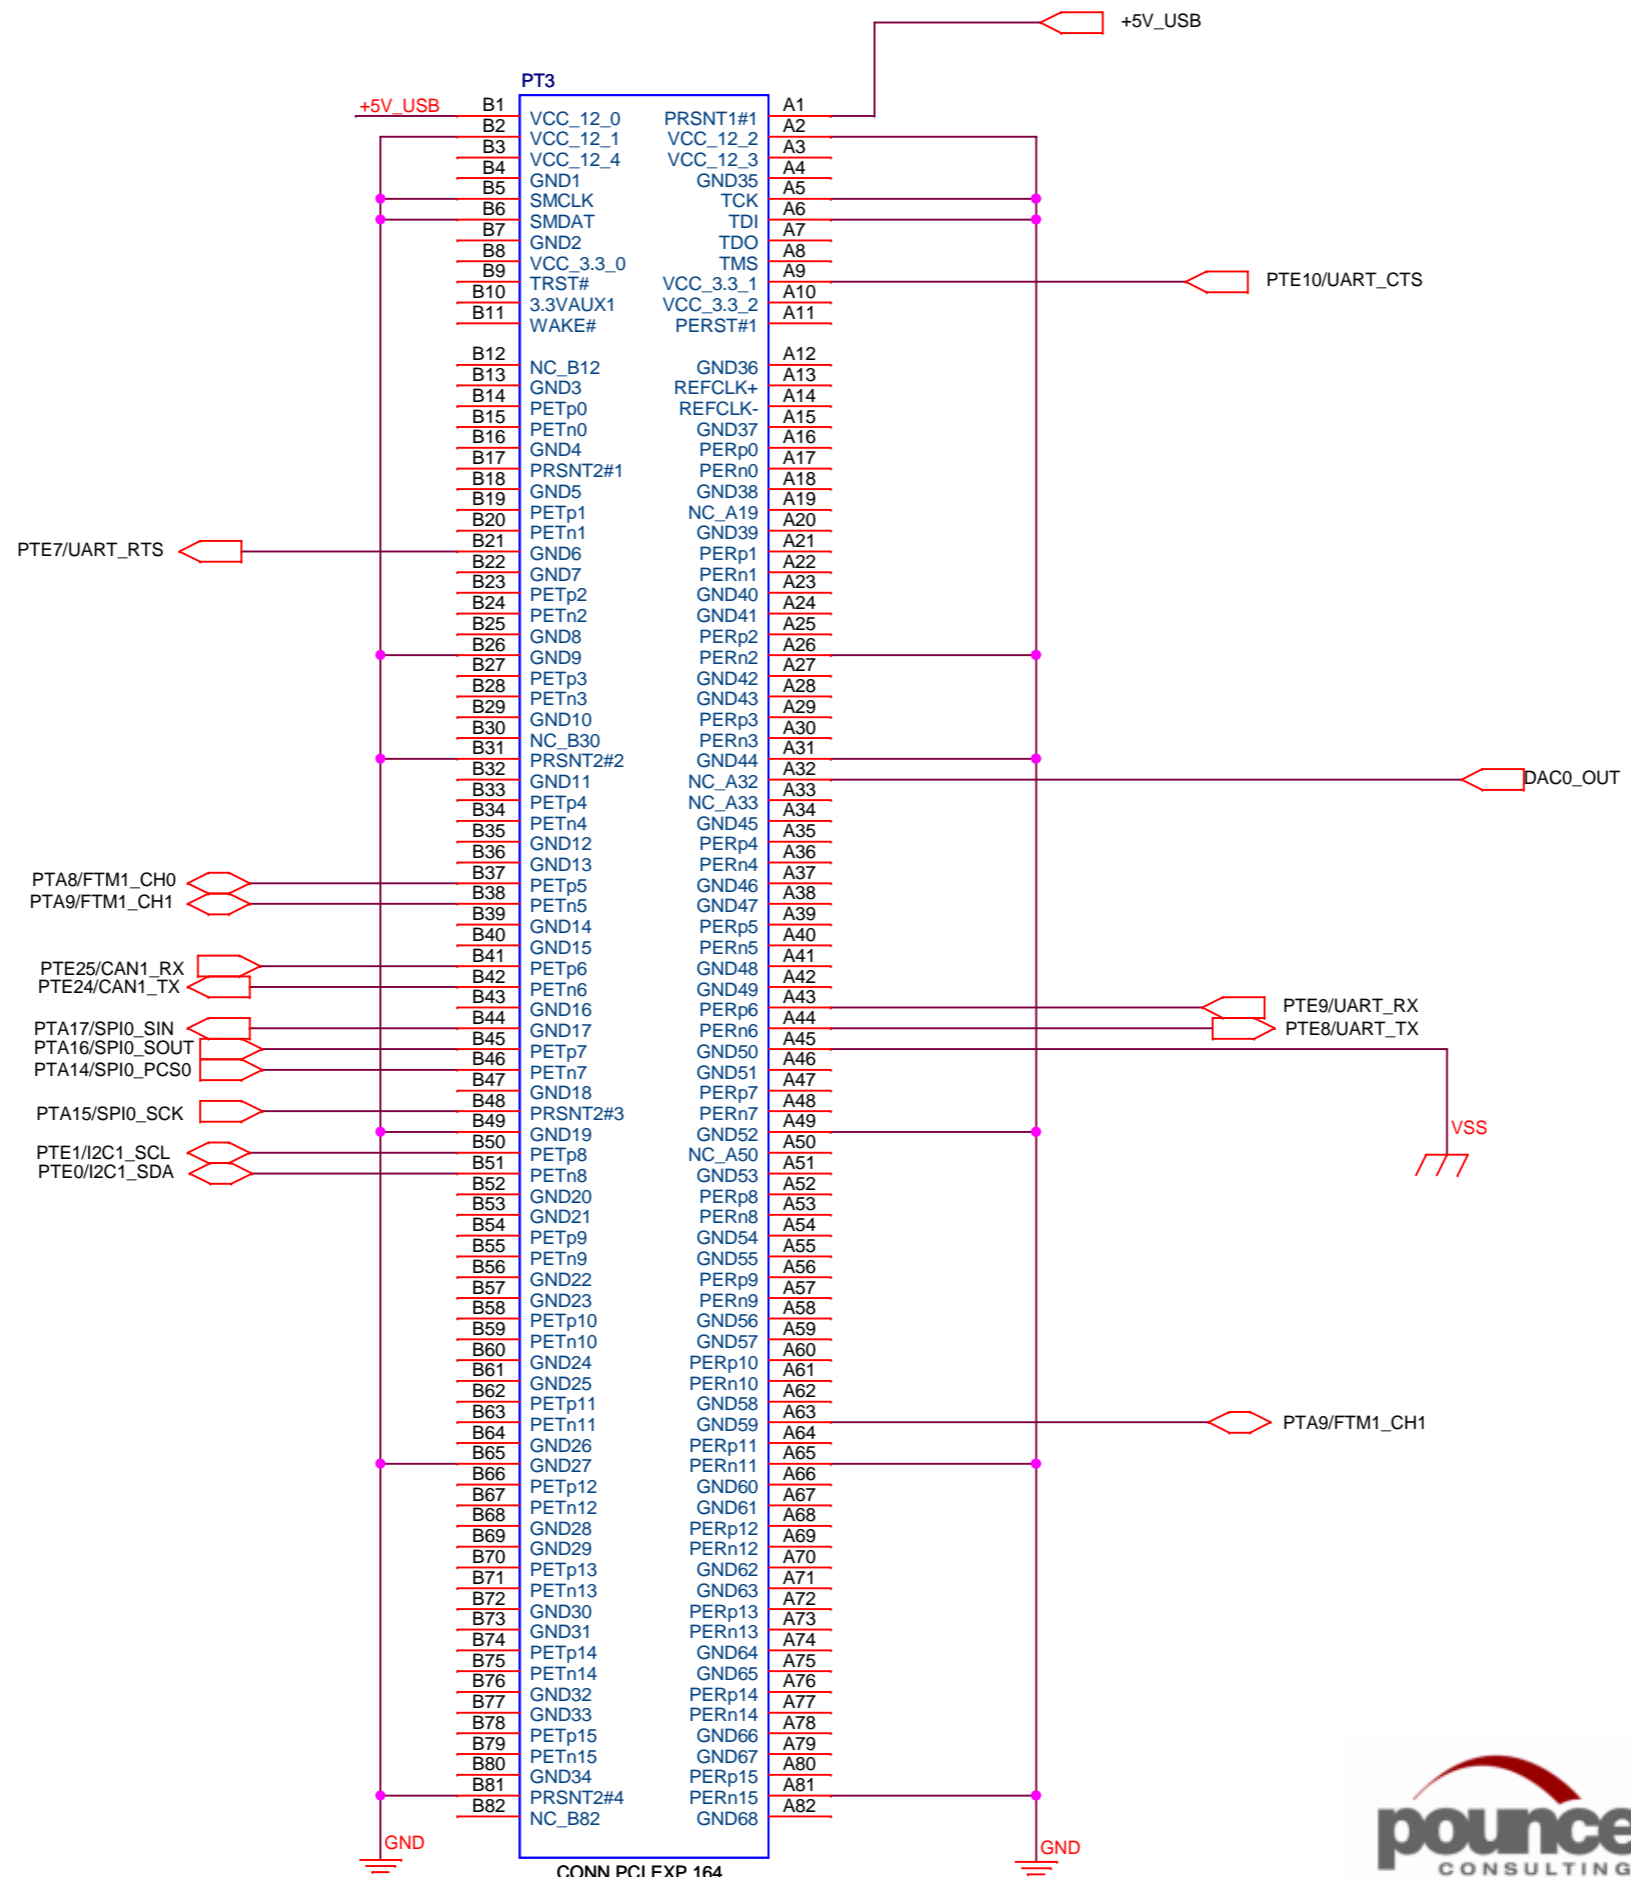 +5V_USB
PT3
+5V_USB B1 VCC_12_0 PRSNT1#1 A1
B2 VCC_12_1 VCC_12_2 A2
B3 VCC_12_4 VCC_12_3 A3
B4 GND1 GND35 A4
B5 SMCLK TCK A5
B6 SMDAT TDI A6
B7 GND2 TDO A7
B8 VCC_3.3_0 TMS A8
B9 TRST# VCC_3.3_1 A9 PTE10/UART_CTS
B10 3.3VAUX1 VCC_3.3_2 A10
B11 WAKE# PERST#1 A11
B12 NC_B12 GND36 A12
B13 GND3 REFCLK+ A13
B14 PETp0 REFCLK- A14
B15 PETn0 GND37 A15
B16 GND4 PERp0 A16
B17 PRSNT2#1 PERn0 A17
B18 GND5 GND38 A18
B19 PETp1 NC_A19 A19
B20 PETn1 GND39 A20
PTE7/UART_RTS B21 GND6 PERp1 A21
B22 GND7 PERn1 A22
B23 PETp2 GND40 A23
B24 PETn2 GND41 A24
B25 GND8 PERp2 A25
B26 GND9 PERn2 A26
B27 PETp3 GND42 A27
B28 PETn3 GND43 A28
B29 GND10 PERp3 A29
B30 NC_B30 PERn3 A30
B31 PRSNT2#2 GND44 A31
B32 GND11 NC_A32 A32 DAC0_OUT
B33 PETp4 NC_A33 A33
B34 PETn4 GND45 A34
B35 GND12 PERp4 A35
B36 GND13 PERn4 A36
PTA8/FTM1_CH0 B37 PETp5 GND46 A37
PTA9/FTM1_CH1 B38 PETn5 GND47 A38
B39 GND14 PERp5 A39
B40 GND15 PERn5 A40
PTE25/CAN1_RX B41 PETp6 GND48 A41
PTE24/CAN1_TX B42 PETn6 GND49 A42
B43 GND16 PERp6 A43 PTE9/UART_RX
PTA17/SPI0_SIN B44 GND17 PERn6 A44 PTE8/UART_TX
PTA16/SPI0_SOUT B45 PETp7 GND50 A45
PTA14/SPI0_PCS0 B46 PETn7 GND51 A46
B47 GND18 PERp7 A47
PTA15/SPI0_SCK B48 PRSNT2#3 PERn7 A48
B49 GND19 GND52 A49 VSS
PTE1/I2C1_SCL B50 PETp8 NC_A50 A50
PTE0/I2C1_SDA B51 PETn8 GND53 A51
B52 GND20 PERp8 A52
B53 GND21 PERn8 A53
B54 PETp9 GND54 A54
B55 PETn9 GND55 A55
B56 GND22 PERp9 A56
B57 GND23 PERn9 A57
B58 PETp10 GND56 A58
B59 PETn10 GND57 A59
B60 GND24 PERp10 A60
B61 GND25 PERn10 A61
B62 PETp11 GND58 A62
B63 PETn11 GND59 A63 PTA9/FTM1_CH1
B64 GND26 PERp11 A64
B65 GND27 PERn11 A65
B66 PETp12 GND60 A66
B67 PETn12 GND61 A67
B68 GND28 PERp12 A68
B69 GND29 PERn12 A69
B70 PETp13 GND62 A70
B71 PETn13 GND63 A71
B72 GND30 PERp13 A72
B73 GND31 PERn13 A73
B74 PETp14 GND64 A74
B75 PETn14 GND65 A75
B76 GND32 PERp14 A76
B77 GND33 PERn14 A77
B78 PETp15 GND66 A78
B79 PETn15 GND67 A79
B80 GND34 PERp15 A80
B81 PRSNT2#4 PERn15 A81
B82 NC_B82 GND68 A82
GND GND
CONN PCI EXP 164
pounce
CONSULTING